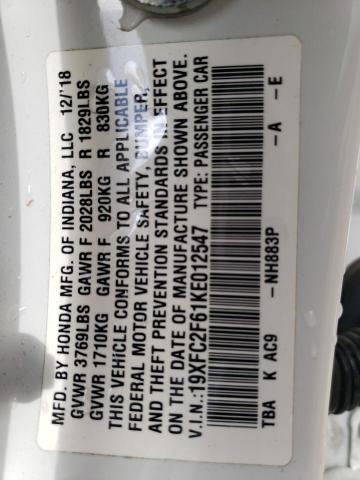 MFD. BY HONDA MFG. OF INDIANA, LLC 12/'18
GVWR 3769LBS GAWR F 2028LBS R 1829LBS
GVWR 1710KG GAWR F 920KG R 830KG
THIS VEHICLE CONFORMS TO ALL APPLICABLE
FEDERAL MOTOR VEHICLE SAFETY, BUMPER,
AND THEFT PREVENTION STANDARDS IN EFFECT
ON THE DATE OF MANUFACTURE SHOWN ABOVE.
V.I.N.:19XFC2F61KE012547 TYPE: PASSENGER CAR
TBA K AC9 -NH883P -A -E